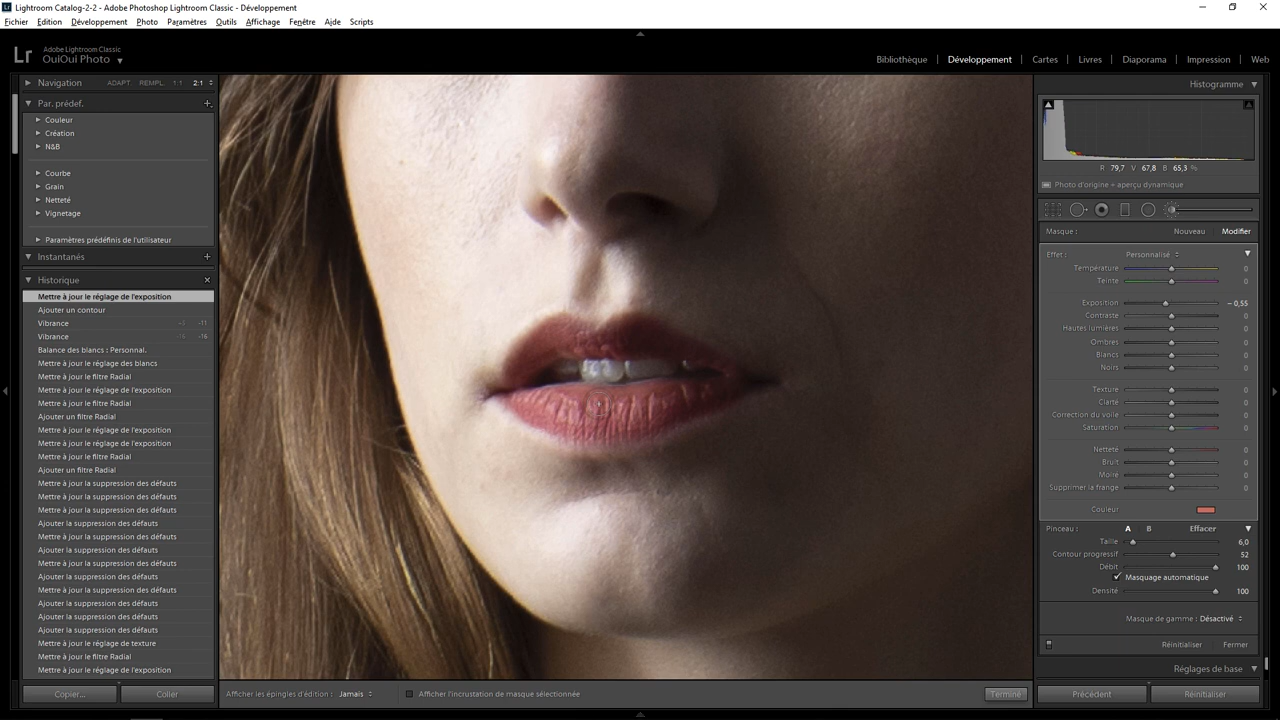 Lightroom Catalog-2-2 - Adobe Photoshop Lightroom Classic - Développement
Fichier Edition Développement Photo Paramètres Outils Affichage Fenêtre Aide Scripts
Lr Adobe Lightroom Classic
OuiOui Photo
Bibliothèque | Développement | Cartes | Livres | Diaporama | Impression | Web
Navigation ADAPT. REMPL. 1:1 2:1
Par. prédéf.
Couleur
Création
N&B
Courbe
Grain
Netteté
Vignetage
Paramètres prédéfinis de l'utilisateur
Instantanés
Historique
Mettre à jour le réglage de l'exposition
Ajouter un contour
Vibrance +5 -11
Vibrance -16 -16
Balance des blancs : Personnal.
Mettre à jour le réglage des blancs
Mettre à jour le filtre Radial
Mettre à jour le réglage de l'exposition
Mettre à jour le filtre Radial
Ajouter un filtre Radial
Mettre à jour le réglage de l'exposition
Mettre à jour le réglage de l'exposition
Mettre à jour le filtre Radial
Ajouter un filtre Radial
Mettre à jour la suppression des défauts
Mettre à jour la suppression des défauts
Mettre à jour la suppression des défauts
Ajouter la suppression des défauts
Mettre à jour la suppression des défauts
Ajouter la suppression des défauts
Mettre à jour la suppression des défauts
Ajouter la suppression des défauts
Mettre à jour la suppression des défauts
Ajouter la suppression des défauts
Ajouter la suppression des défauts
Ajouter la suppression des défauts
Mettre à jour le réglage de texture
Mettre à jour le filtre Radial
Mettre à jour le réglage de l'exposition
Copier... Coller
Afficher les épingles d'édition : Jamais Afficher l'incrustation de masque sélectionnée Terminé
Histogramme
R 79,7 V 67,8 B 65,3 %
Photo d'origine + aperçu dynamique
Masque : Nouveau Modifier
Effet : Personnalisé
Température 0
Teinte 0
Exposition – 0,55
Contraste 0
Hautes lumières 0
Ombres 0
Blancs 0
Noirs 0
Texture 0
Clarté 0
Correction du voile 0
Saturation 0
Netteté 0
Bruit 0
Moiré 0
Supprimer la frange 0
Couleur
Pinceau : A B Effacer
Taille 6,0
Contour progressif 52
Débit 100
Masquage automatique
Densité 100
Masque de gamme : Désactivé
Réinitialiser Fermer
Réglages de base
Précédent Réinitialiser